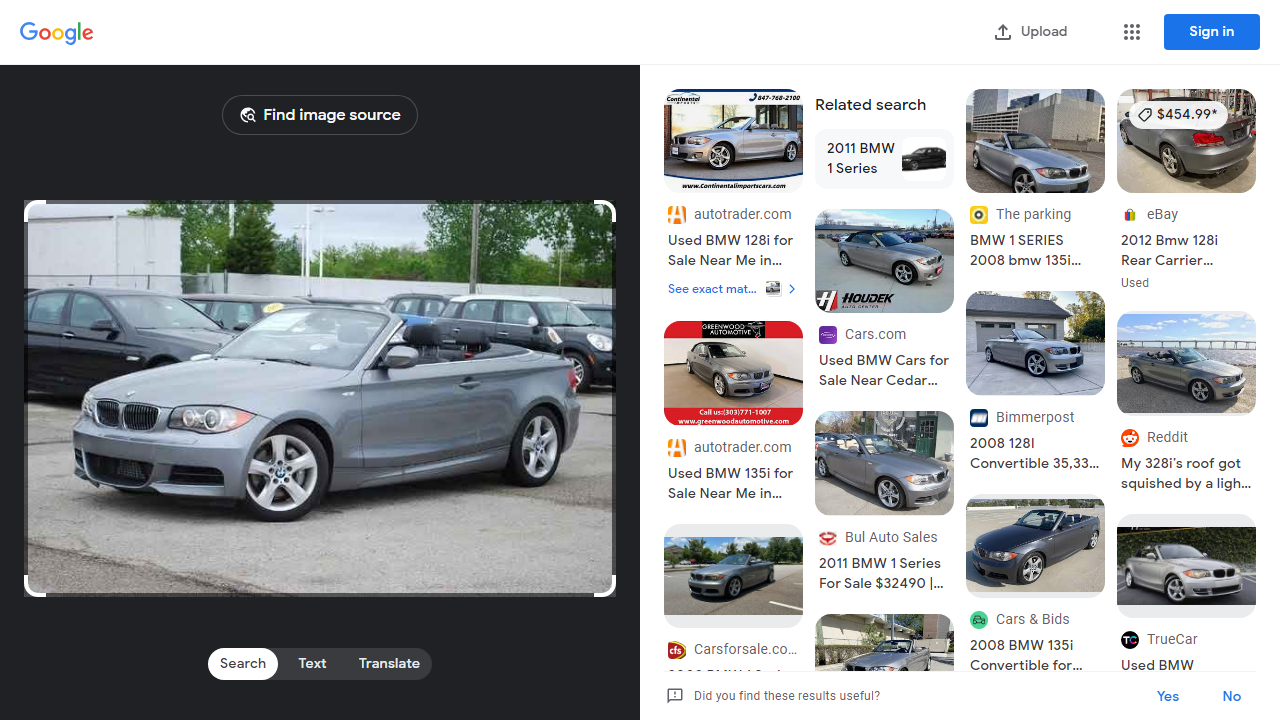 Google
Upload
Sign in
Find image source
Search
Text
Translate
Continental
IMPORTS
847-768-2100
www.Continentalimportscars.com
autotrader.com
Used BMW 128i for
Sale Near Me in...
See exact mat...
GREENWOOD
AUTOMOTIVE
Call us:(303)771-1007
www.greenwoodautomotive.com
autotrader.com
Used BMW 135i for
Sale Near Me in...
cfs
Carsforsale.co...
Related search
2011 BMW
1 Series
HOUDEK
AUTO CENTER
Cars.com
Used BMW Cars for
Sale Near Cedar...
Bul Auto Sales
2011 BMW 1 Series
For Sale $32490 |...
The parking
BMW 1 SERIES
2008 bmw 135i...
Bimmerpost
2008 128I
Convertible 35,33...
Cars & Bids
2008 BMW 135i
Convertible for...
$454.99*
eBay
2012 Bmw 128i
Rear Carrier...
Used
Reddit
My 328i's roof got
squished by a ligh...
TC
TrueCar
Used BMW
Did you find these results useful?
Yes
No